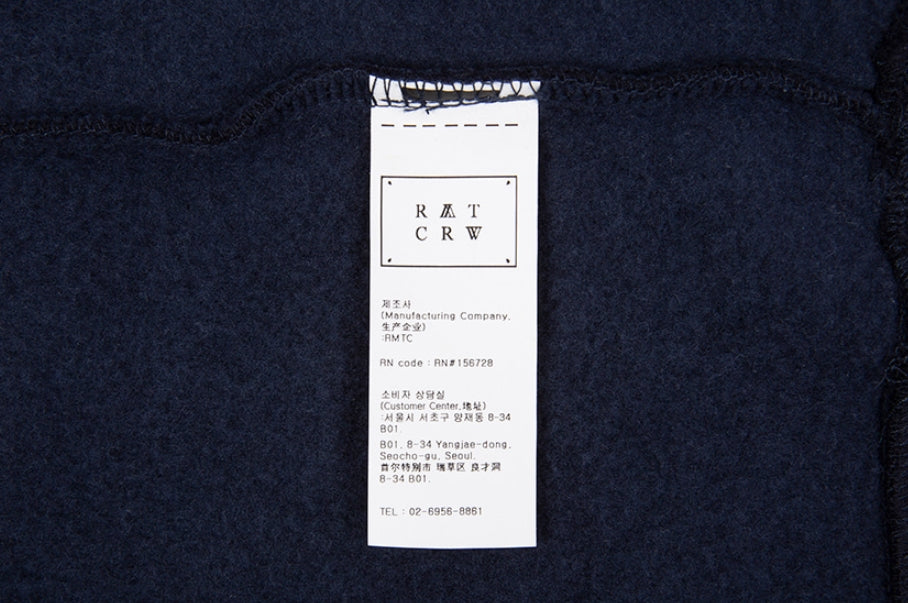 RMT
CRW
제조사
(Manufacturing Company,
生产企业)
:RMTC
RN code : RN#156728
소비자 상담실
(Customer Center,地址)
:서울시 서초구 양재동 8-34
B01.
B01, 8-34 Yangjae-dong,
Seocho-gu, Seoul.
首尔特别市 瑞草区 良才洞
8-34 B01.
TEL : 02-6956-8861